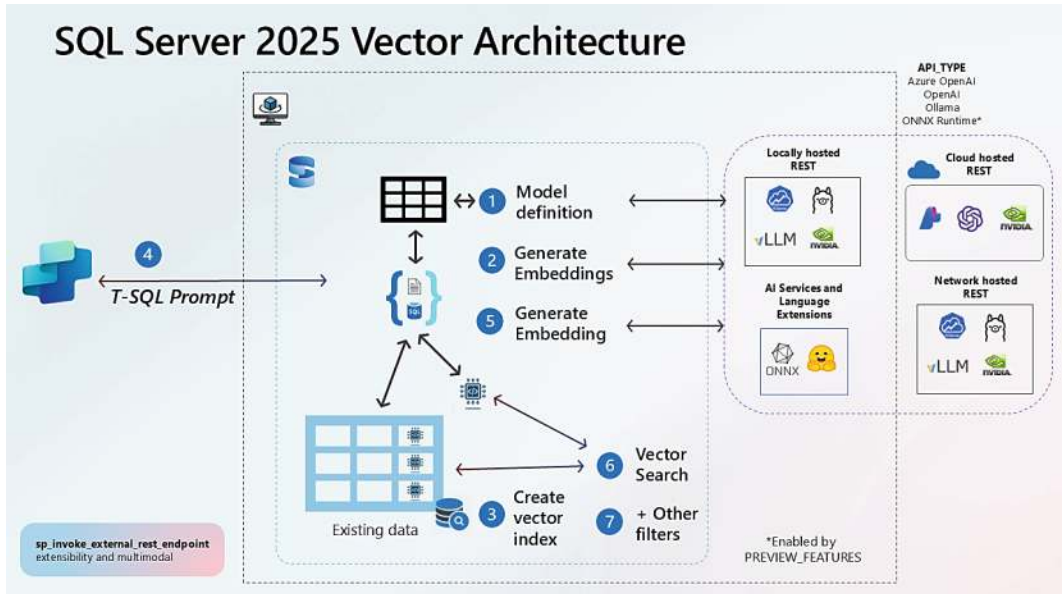 SQL Server 2025 Vector Architecture
API_TYPE
Azure OpenAI
OpenAI
Ollama
ONNX Runtime*
Locally hosted
REST
vLLM
NVIDIA.
Cloud hosted
REST
NVIDIA.
1
Model
definition
2
Generate
Embeddings
4
T-SQL Prompt
SQL
5
Generate
Embedding
AI Services and
Language
Extensions
ONNX
Network hosted
REST
vLLM
NVIDIA.
6
Vector
Search
Existing data
3
Create
vector
index
7
+ Other
filters
sp_invoke_external_rest_endpoint
extensibility and multimodal
*Enabled by
PREVIEW_FEATURES